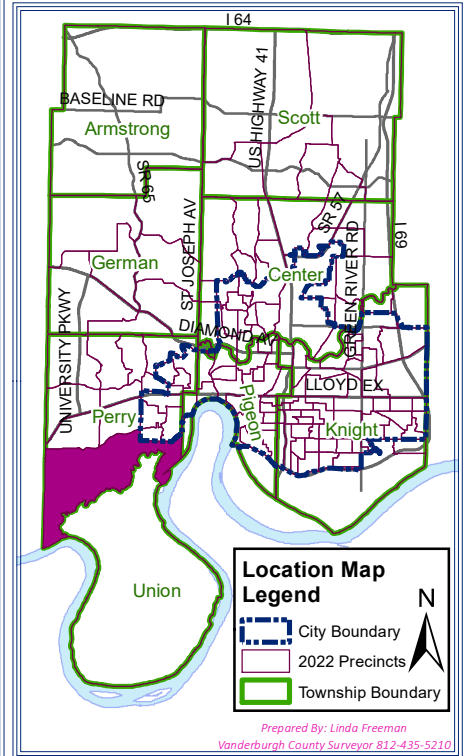 I 64
BASELINE RD
Armstrong
Scott
US HIGHWAY 41
SR 65
SR 57
I 69
ST JOSEPH AV
German
Center
GREEN RIVER RD
UNIVERSITY PKWY
DIAMOND AV
LLOYD EX
Perry
Pigeon
Knight
Union
Location Map
Legend
N
City Boundary
2022 Precincts
Township Boundary
Prepared By: Linda Freeman
Vanderburgh County Surveyor 812-435-5210